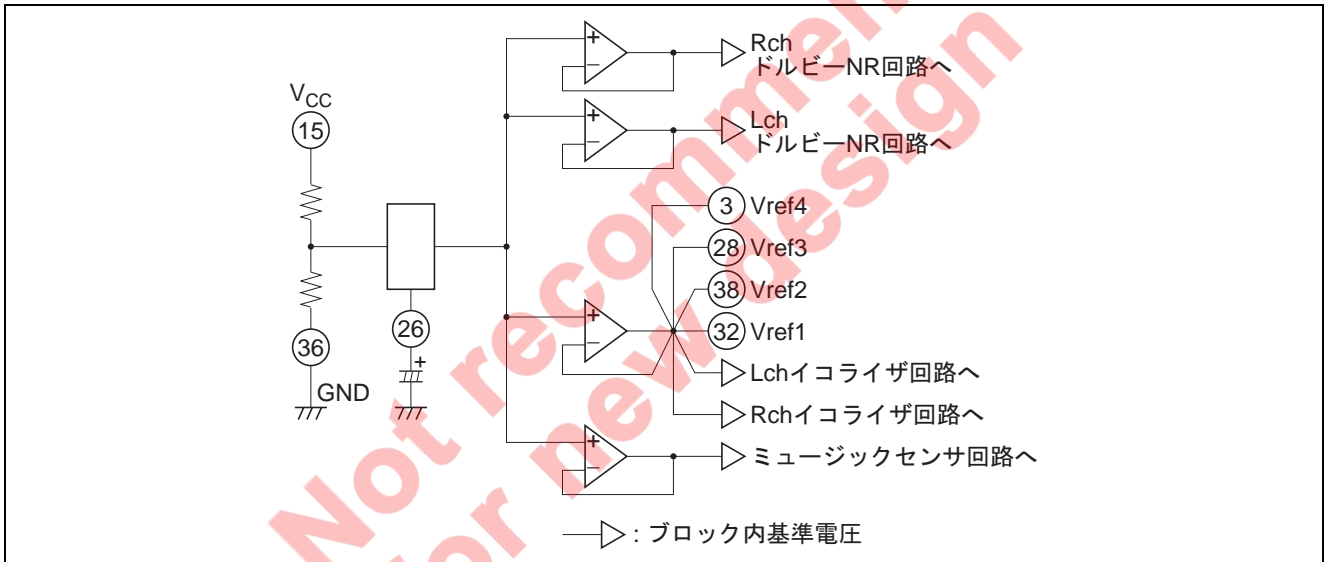 Rch
ドルビーNR回路へ
VCC
15
Lch
ドルビーNR回路へ
3 Vref4
28 Vref3
38 Vref2
26
32 Vref1
36
GND
Lchイコライザ回路へ
Rchイコライザ回路へ
ミュージックセンサ回路へ
: ブロック内基準電圧
+
−
+
−
+
−
+
−
+
Not recommen
for new design